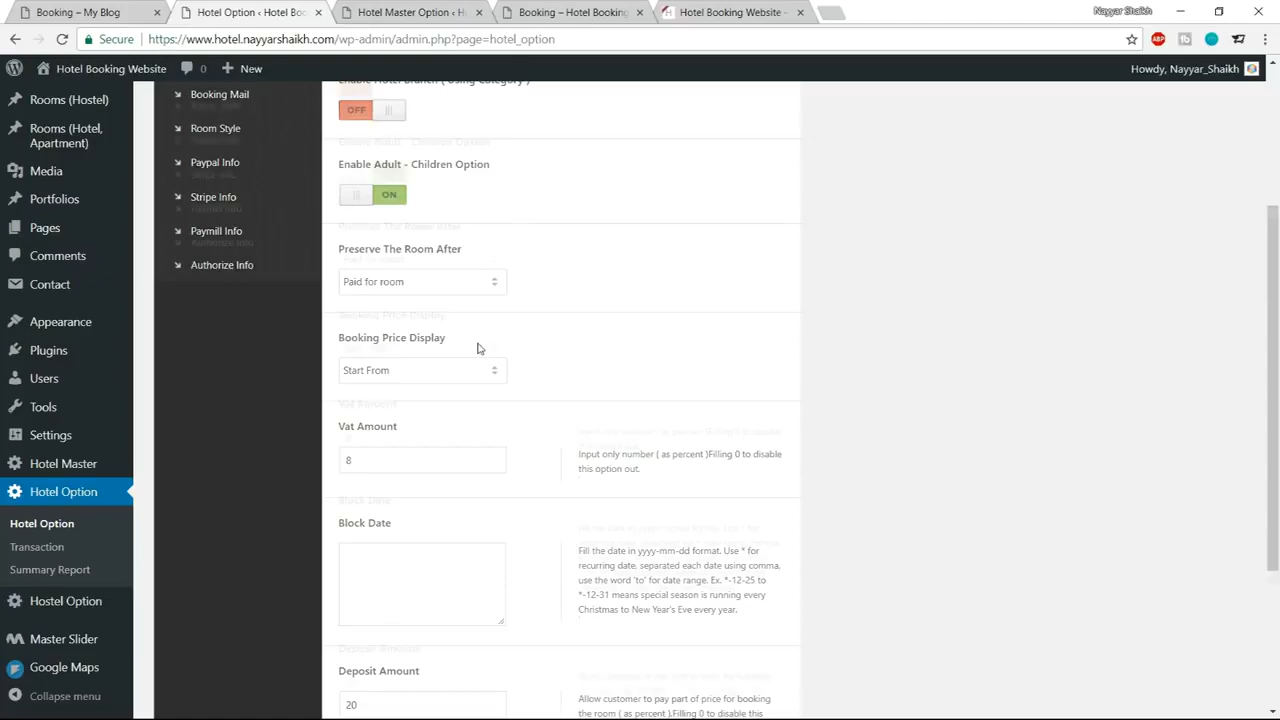 Booking – My Blog
Hotel Option ‹ Hotel Boo
Hotel Master Option ‹ H
Booking – Hotel Booking
Hotel Booking Website -
Nayyar Shaikh
Secure
https://www.hotel.nayyarshaikh.com/wp-admin/admin.php?page=hotel_option
ABP
Hotel Booking Website
0
New
Howdy, Nayyar_Shaikh
Rooms (Hostel)
Rooms (Hotel,
Apartment)
Media
Portfolios
Pages
Comments
Contact
Appearance
Plugins
Users
Tools
Settings
Hotel Master
Hotel Option
Hotel Option
Transaction
Summary Report
Hostel Option
Master Slider
Google Maps
Collapse menu
Booking Mail
Room Style
Paypal Info
Stripe Info
Paymill Info
Authorize Info
Enable Hotel Branch ( Using Category )
OFF
Enable Adult - Children Option
ON
Preserve The Room After
Paid for room
Booking Price Display
Start From
Vat Amount
8
Input only number ( as percent )Filling 0 to disable
this option out.
Block Date
Fill the date in yyyy-mm-dd format. Use * for
recurring date, separated each date using comma,
use the word 'to' for date range. Ex. *-12-25 to
*-12-31 means special season is running every
Christmas to New Year's Eve every year.
Deposit Amount
20
Allow customer to pay part of price for booking
the room ( as percent ).Filling 0 to disable this